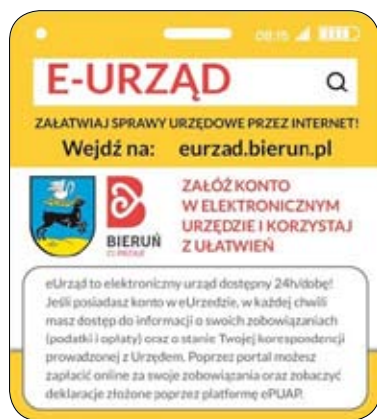 08:15
E-URZĄD
ZAŁATWIAJ SPRAWY URZĘDOWE PRZEZ INTERNET!
Wejdź na: eurzad.bierun.pl
ZAŁÓŻ KONTO
W ELEKTRONICZNYM
URZĘDZIE I KORZYSTAJ
Z UŁATWIEŃ
BIERUŃ
eUrząd to elektroniczny urząd dostępny 24h/dobę!
Jeśli posiadasz konto w eUrzędzie, w każdej chwili
masz dostęp do informacji o swoich zobowiązaniach
(podatki i opłaty) oraz o stanie Twojej korespondencji
prowadzonej z Urzędem. Poprzez portal możesz
zapłacić online za swoje zobowiązania oraz zobaczyć
deklaracje złożone poprzez platformę ePUAP.